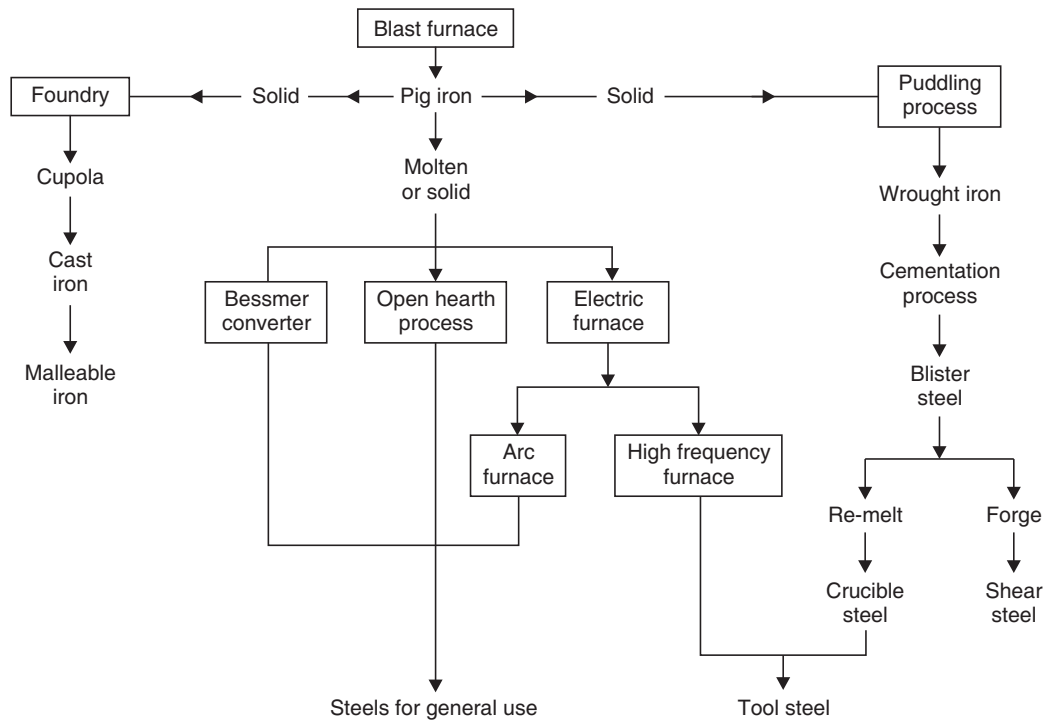 Blast furnace
Foundry
Solid
Pig iron
Solid
Puddling
process
Cupola
Molten
or solid
Wrought iron
Cast
iron
Bessmer
converter
Open hearth
process
Electric
furnace
Cementation
process
Malleable
iron
Blister
steel
Arc
furnace
High frequency
furnace
Re-melt
Forge
Crucible
steel
Shear
steel
Steels for general use
Tool steel